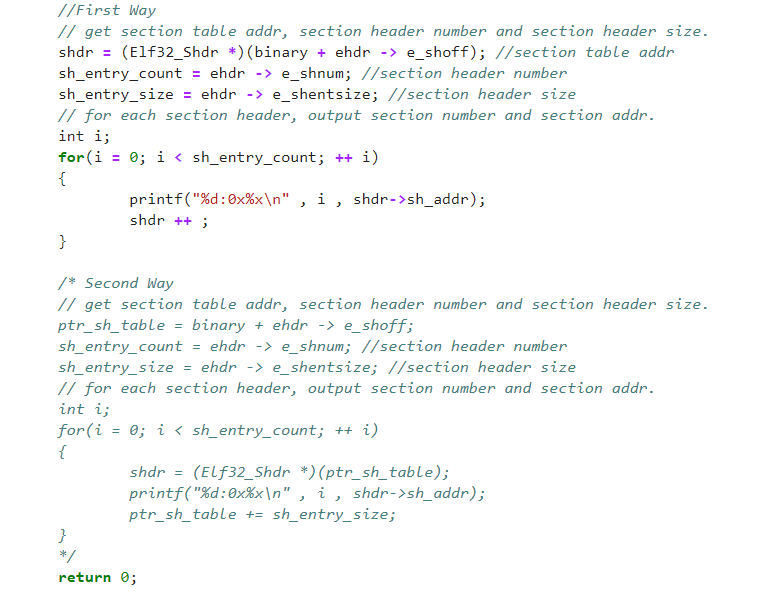 //First Way
// get section table addr, section header number and section header size.
shdr = (Elf32_Shdr *)(binary + ehdr -> e_shoff); //section table addr
sh_entry_count = ehdr -> e_shnum; //section header number
sh_entry_size = ehdr -> e_shentsize; //section header size
// for each section header, output section number and section addr.
int i;
for(i = 0; i < sh_entry_count; ++ i)
{
        printf("%d:0x%x\n" , i , shdr->sh_addr);
        shdr ++ ;
}

/* Second Way
// get section table addr, section header number and section header size.
ptr_sh_table = binary + ehdr -> e_shoff;
sh_entry_count = ehdr -> e_shnum; //section header number
sh_entry_size = ehdr -> e_shentsize; //section header size
// for each section header, output section number and section addr.
int i;
for(i = 0; i < sh_entry_count; ++ i)
{
        shdr = (Elf32_Shdr *)(ptr_sh_table);
        printf("%d:0x%x\n" , i , shdr->sh_addr);
        ptr_sh_table += sh_entry_size;
}
*/
return 0;